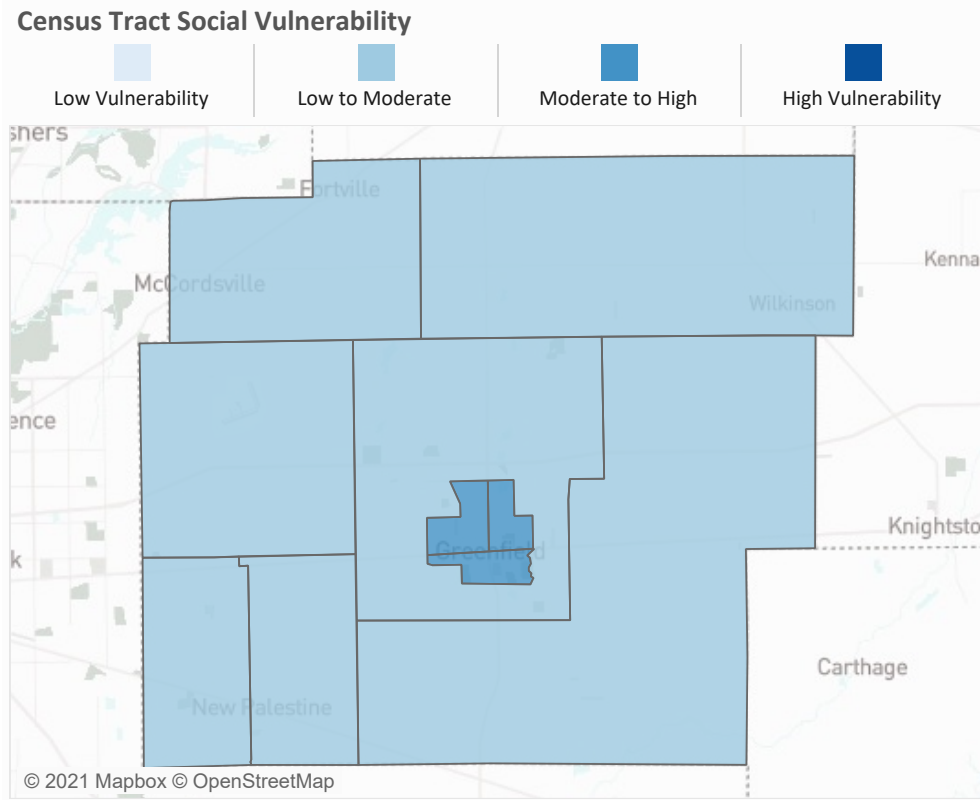 Census Tract Social Vulnerability
Low Vulnerability
Low to Moderate
Moderate to High
High Vulnerability
shers
Fortville
Kenna
McCordsville
Wilkinson
ence
Knightsto
Greenfield
k
Carthage
New Palestine
© 2021 Mapbox © OpenStreetMap